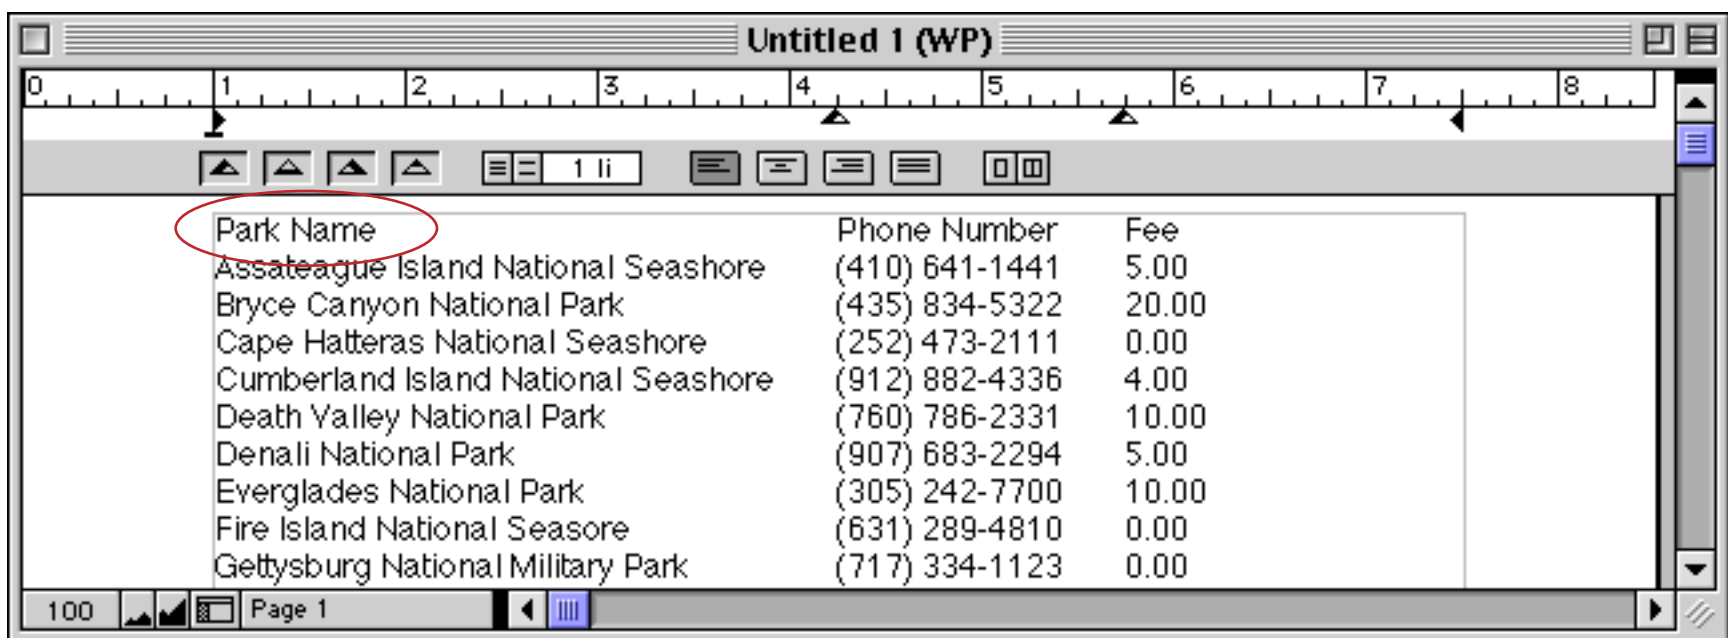 Untitled 1 (WP)
0 1 2 3 4 5 6 7 8
1 li
Park Name Phone Number Fee
Assateague Island National Seashore (410) 641-1441 5.00
Bryce Canyon National Park (435) 834-5322 20.00
Cape Hatteras National Seashore (252) 473-2111 0.00
Cumberland Island National Seashore (912) 882-4336 4.00
Death Valley National Park (760) 786-2331 10.00
Denali National Park (907) 683-2294 5.00
Everglades National Park (305) 242-7700 10.00
Fire Island National Seasore (631) 289-4810 0.00
Gettysburg National Military Park (717) 334-1123 0.00
100 Page 1